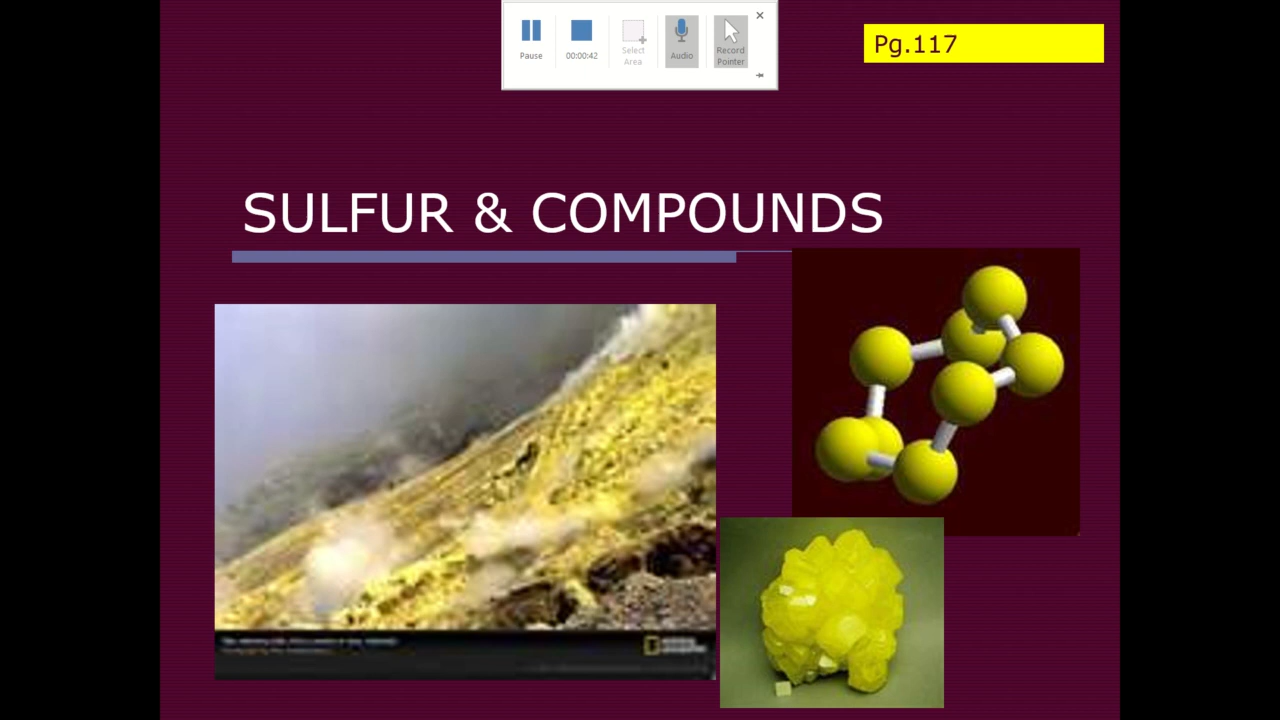 Pause
00:00:42
Select
Area
Audio
Record
Pointer
Pg.117
SULFUR & COMPOUNDS